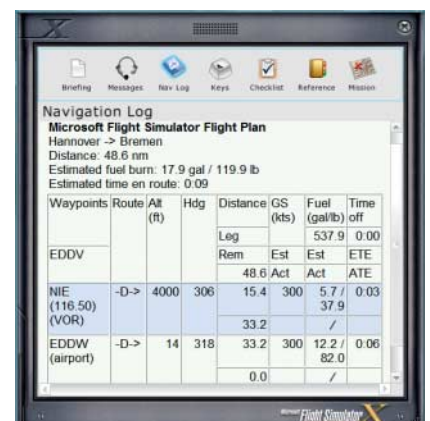 X
Briefing Messages Nav Log Keys Checklist Reference Mission
Navigation Log
Microsoft Flight Simulator Flight Plan
Hannover -> Bremen
Distance: 48.6 nm
Estimated fuel burn: 17.9 gal / 119.9 lb
Estimated time en route: 0:09
Waypoints Route Alt Hdg Distance GS Fuel Time
(ft) (kts) (gal/lb) off
Leg 537.9 0:00
EDDV Rem Est Est ETE
48.6 Act Act ATE
NIE -D-> 4000 306 15.4 300 5.7 / 0:03
(116.50) 37.9
(VOR) 33.2 /
EDDW -D-> 14 318 33.2 300 12.2 / 0:06
(airport) 82.0
0.0 /
Microsoft Flight Simulator X